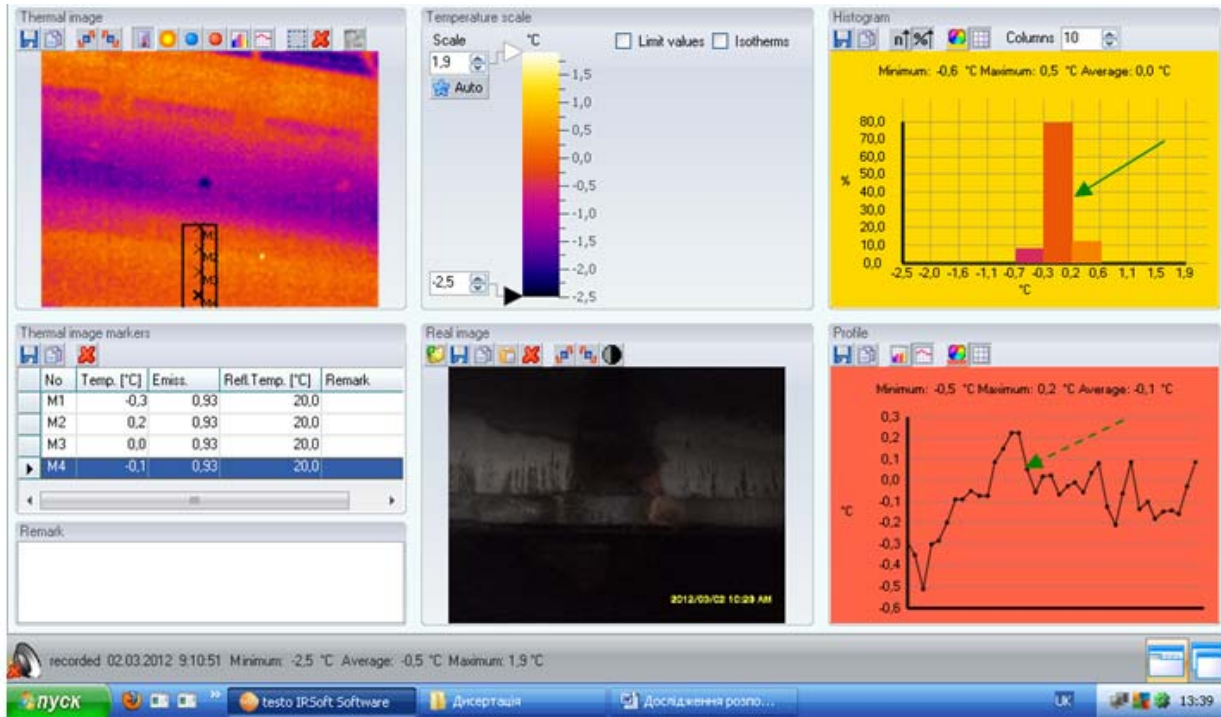 Thermal image
M1
M2
M3
M4
Temperature scale
Scale
°C
Limit values
Isotherms
1,9
Auto
1,5
1,0
0,5
0,0
-0,5
-1,0
-1,5
-2,0
-2,5
-2,5
Histogram
n %
Columns 10
Minimum: -0,6 °C Maximum: 0,5 °C Average: 0,0 °C
80,0
70,0
60,0
50,0
40,0
30,0
20,0
10,0
0,0
%
-2,5 -2,0 -1,6 -1,1 -0,7 -0,3 0,2 0,6 1,1 1,5 1,9
°C
Thermal image markers
No Temp. [°C] Emiss. Refl.Temp. [°C] Remark
M1 -0,3 0,93 20,0
M2 0,2 0,93 20,0
M3 0,0 0,93 20,0
M4 -0,1 0,93 20,0
Remark
Real image
2012/03/02 10:29 AM
Profile
Minimum: -0,5 °C Maximum: 0,2 °C Average: -0,1 °C
0,3
0,2
0,1
0,0
-0,1
-0,2
-0,3
-0,4
-0,5
-0,6
°C
recorded 02.03.2012 9:10:51 Minimum: -2,5 °C Average: -0,5 °C Maximum: 1,9 °C
пуск
testo IRSoft Software
Дисертація
Дослідження розпо...
UK
13:39